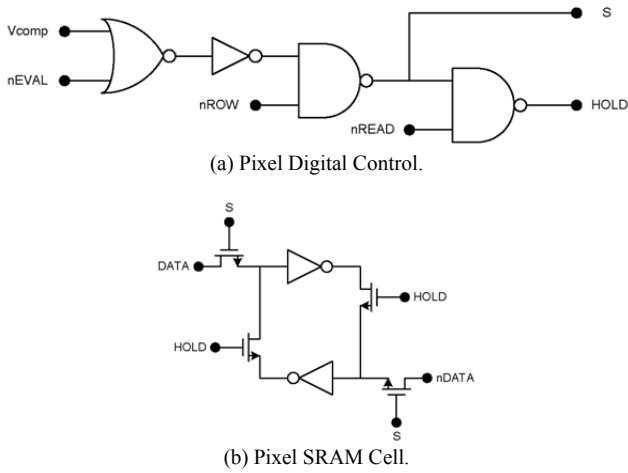 S
Vcomp
nEVAL
nROW
HOLD
nREAD
(a) Pixel Digital Control.
S
DATA
HOLD
HOLD
nDATA
S
(b) Pixel SRAM Cell.